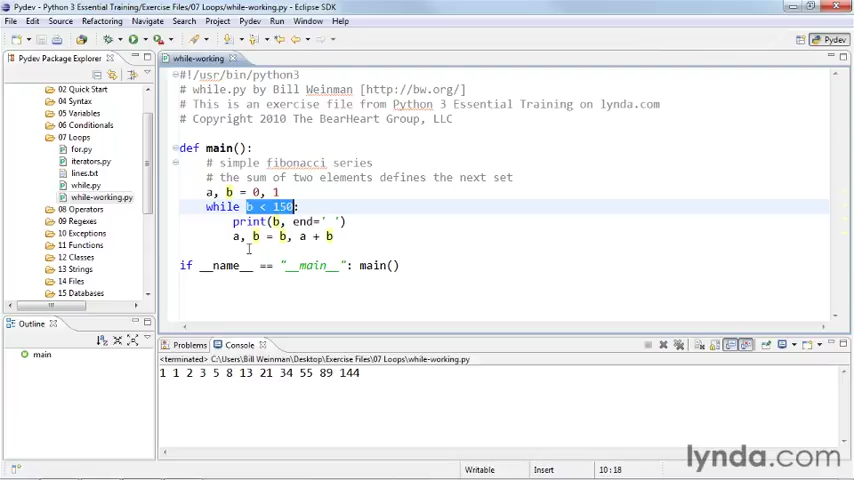 Pydev - Python 3 Essential Training/Exercise Files/07 Loops/while-working.py - Eclipse SDK
File Edit Source Refactoring Navigate Search Project Pydev Run Window Help
Pydev
Pydev Package Explorer
while-working
02 Quick Start
04 Syntax
05 Variables
06 Conditionals
07 Loops
for.py
iterators.py
lines.txt
while.py
while-working.py
08 Operators
09 Regexes
10 Exceptions
11 Functions
12 Classes
13 Strings
14 Files
15 Databases
#!/usr/bin/python3
# while.py by Bill Weinman [http://bw.org/]
# This is an exercise file from Python 3 Essential Training on lynda.com
# Copyright 2010 The BearHeart Group, LLC
def main():
# simple fibonacci series
# the sum of two elements defines the next set
a, b = 0, 1
while b < 150:
print(b, end=' ')
a, b = b, a + b
if __name__ == "__main__": main()
Outline
main
Problems
Console
<terminated> C:\Users\Bill Weinman\Desktop\Exercise Files\07 Loops\while-working.py
1 1 2 3 5 8 13 21 34 55 89 144
Writable
Insert
10 : 18
lynda.com